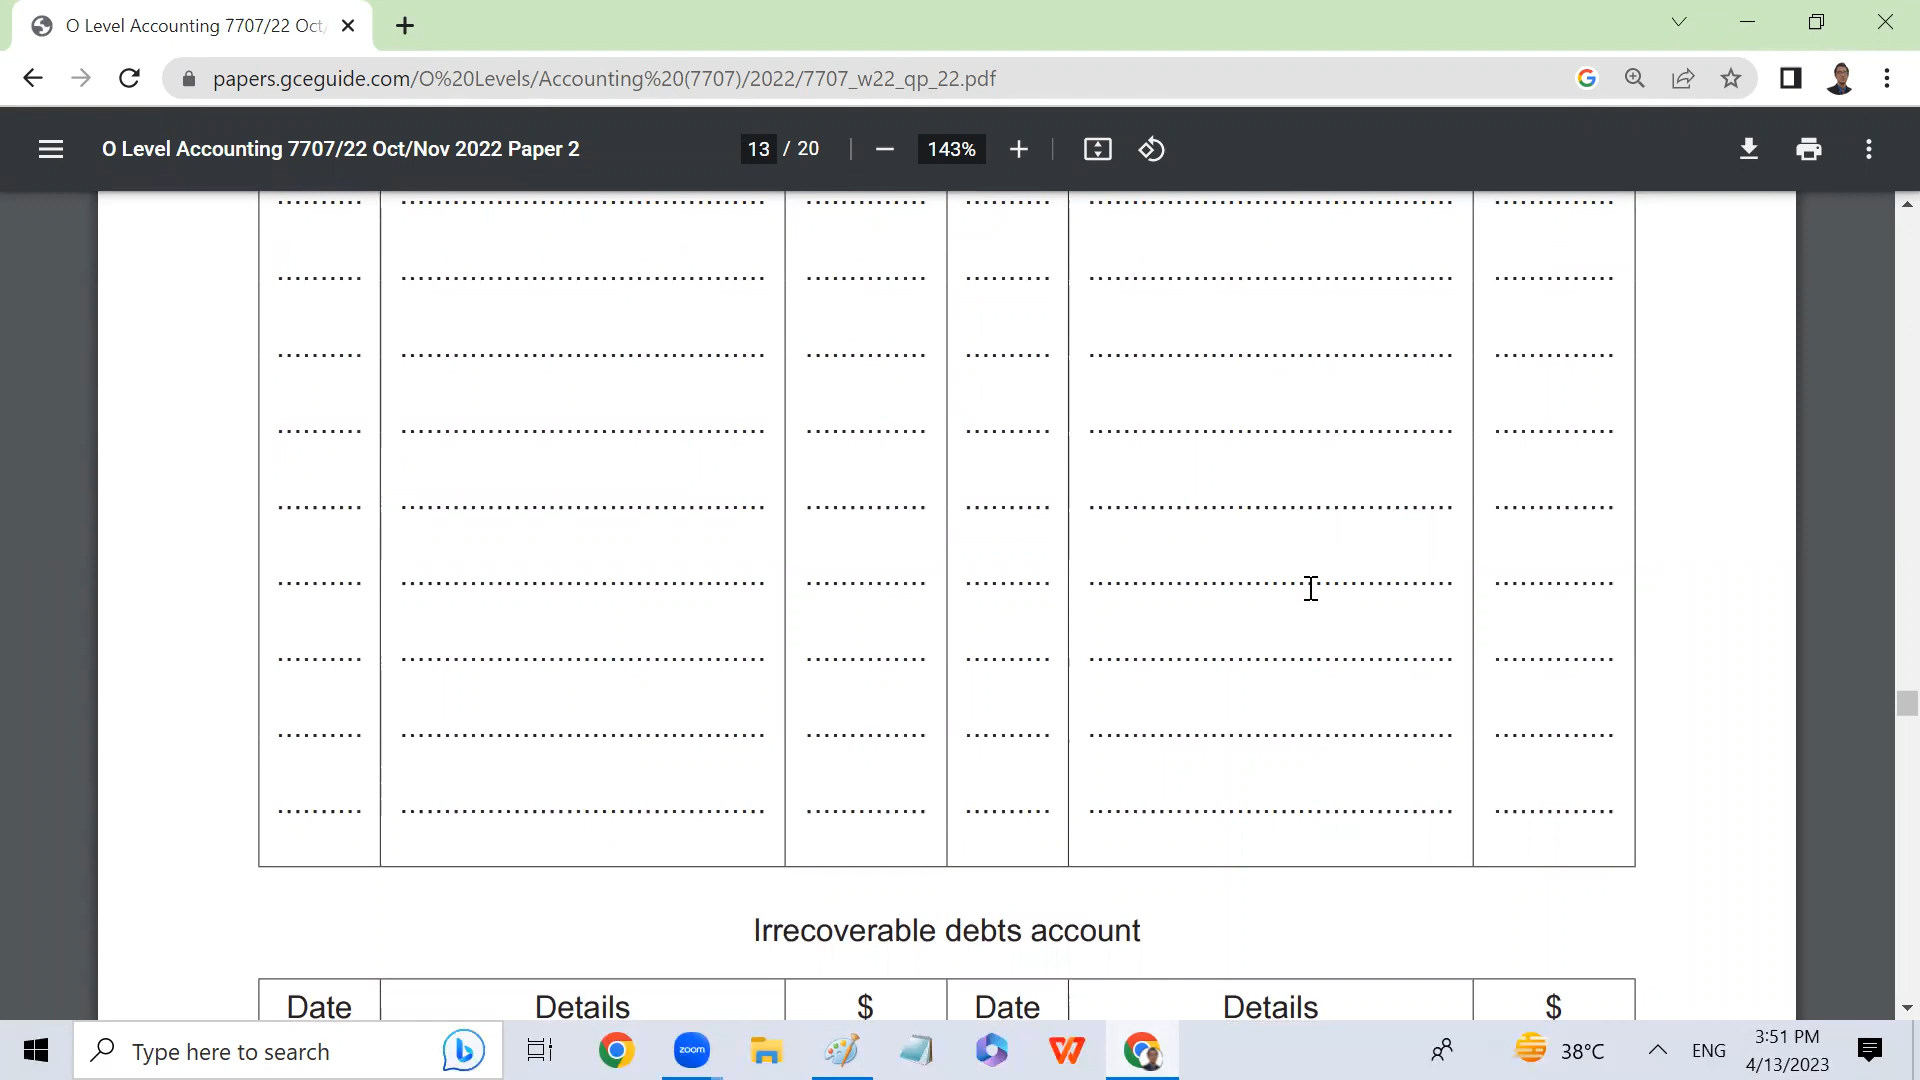 O Level Accounting 7707/22 Oct/
papers.gceguide.com/O%20Levels/Accounting%20(7707)/2022/7707_w22_qp_22.pdf
O Level Accounting 7707/22 Oct/Nov 2022 Paper 2
13 / 20
143%
Irrecoverable debts account
Date Details $ Date Details $
Type here to search
zoom
38°C
ENG
3:51 PM
4/13/2023